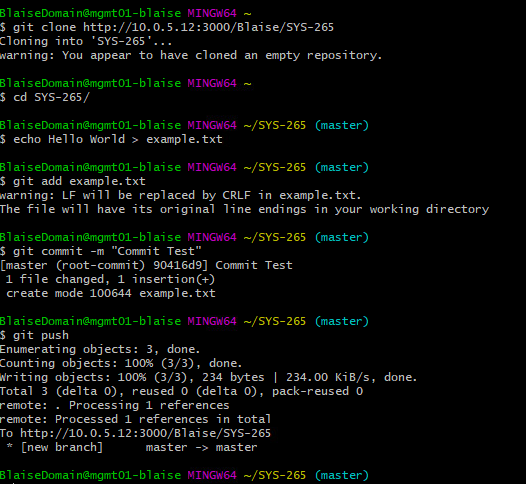 BlaiseDomain@mgmt01-blaise MINGW64 ~
$ git clone http://10.0.5.12:3000/Blaise/SYS-265
Cloning into 'SYS-265'...
warning: You appear to have cloned an empty repository.
BlaiseDomain@mgmt01-blaise MINGW64 ~
$ cd SYS-265/
BlaiseDomain@mgmt01-blaise MINGW64 ~/SYS-265 (master)
$ echo Hello World > example.txt
BlaiseDomain@mgmt01-blaise MINGW64 ~/SYS-265 (master)
$ git add example.txt
warning: LF will be replaced by CRLF in example.txt.
The file will have its original line endings in your working directory
BlaiseDomain@mgmt01-blaise MINGW64 ~/SYS-265 (master)
$ git commit -m "Commit Test"
[master (root-commit) 90416d9] Commit Test
 1 file changed, 1 insertion(+)
 create mode 100644 example.txt
BlaiseDomain@mgmt01-blaise MINGW64 ~/SYS-265 (master)
$ git push
Enumerating objects: 3, done.
Counting objects: 100% (3/3), done.
Writing objects: 100% (3/3), 234 bytes | 234.00 KiB/s, done.
Total 3 (delta 0), reused 0 (delta 0), pack-reused 0
remote: . Processing 1 references
remote: Processed 1 references in total
To http://10.0.5.12:3000/Blaise/SYS-265
 * [new branch]      master -> master
BlaiseDomain@mgmt01-blaise MINGW64 ~/SYS-265 (master)